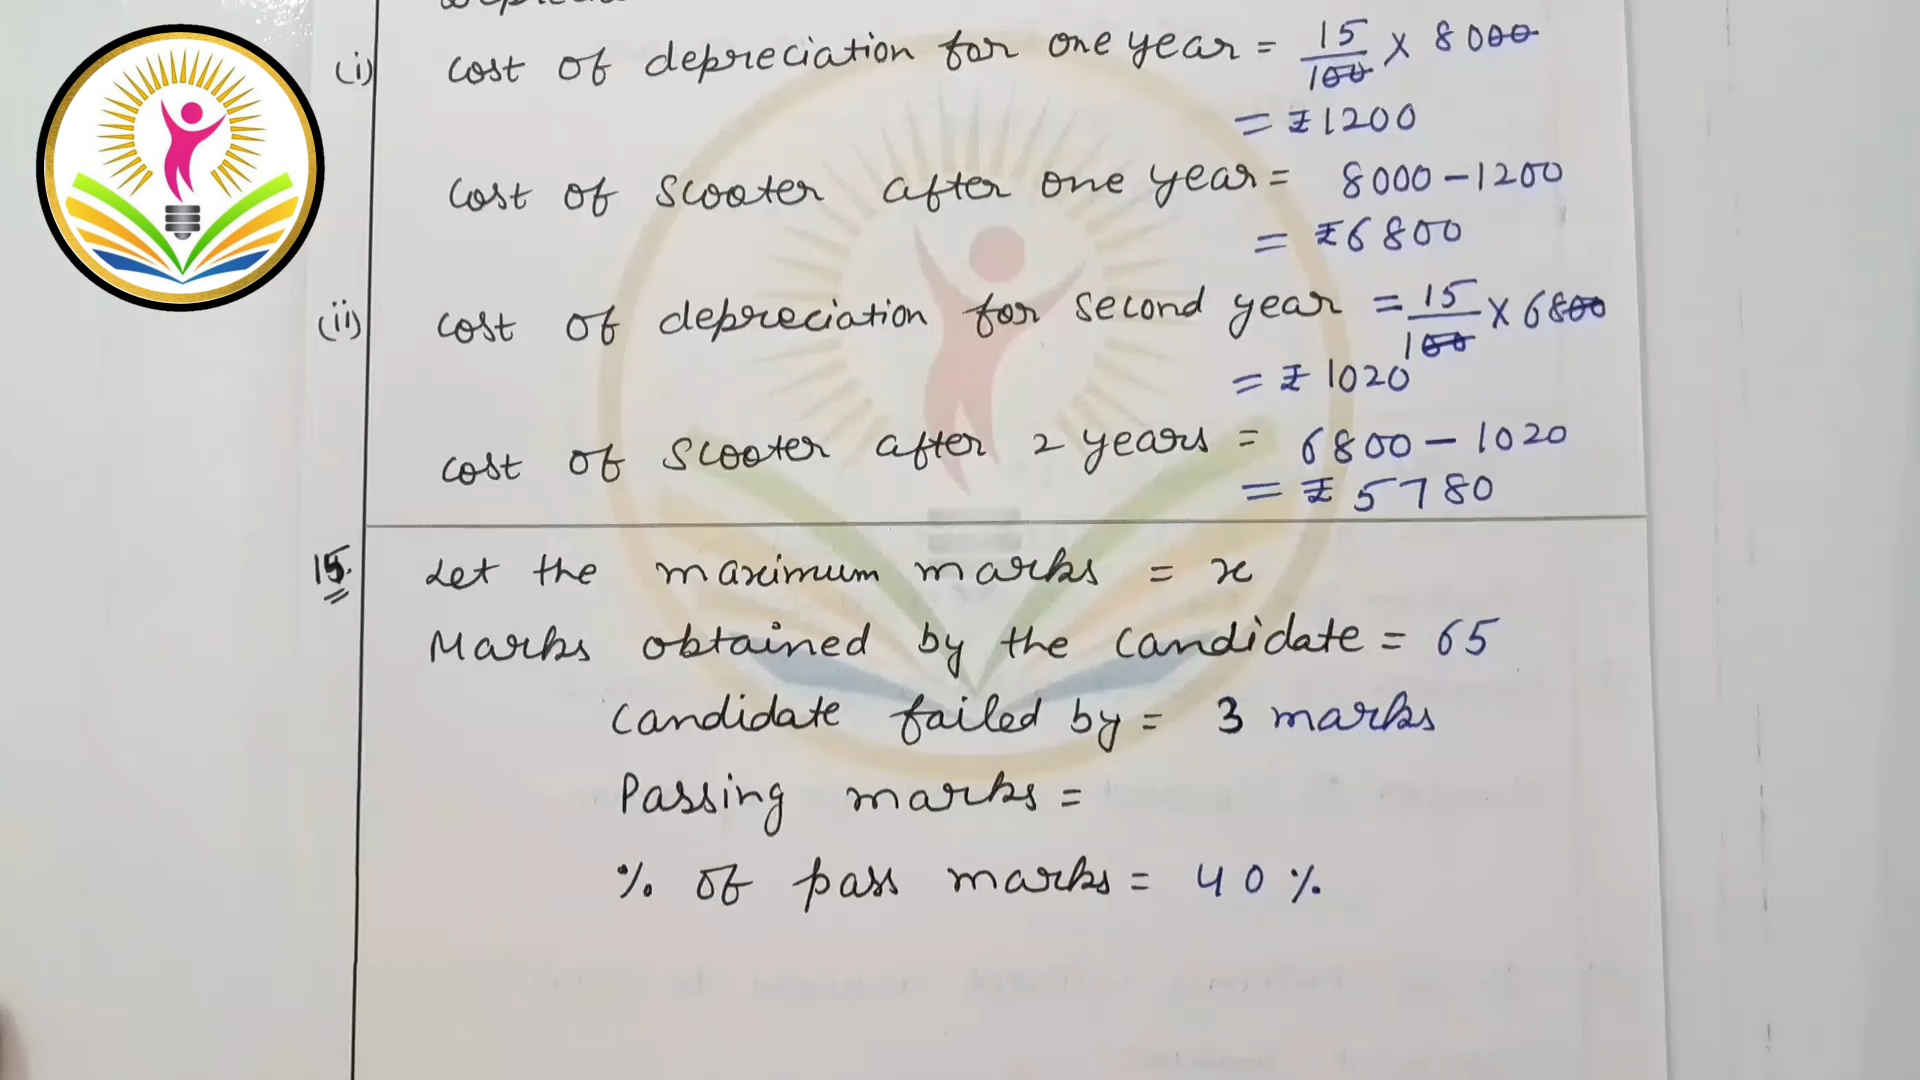 (i) cost of depreciation for one year = 15/100 × 8000
= ₹1200
cost of scooter after one year = 8000 - 1200
= ₹6800
(ii) cost of depreciation for second year = 15/100 × 6800
= ₹1020
cost of scooter after 2 years = 6800 - 1020
= ₹5780
15. Let the maximum marks = x
Marks obtained by the candidate = 65
candidate failed by = 3 marks
Passing marks =
% of pass marks = 40%